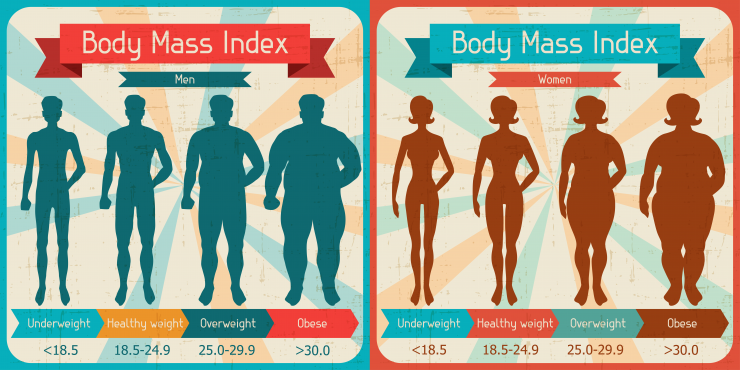 Body Mass Index
Men
Underweight Healthy weight Overweight Obese
<18.5 18.5-24.9 25.0-29.9 >30.0
Body Mass Index
Women
Underweight Healthy weight Overweight Obese
<18.5 18.5-24.9 25.0-29.9 >30.0